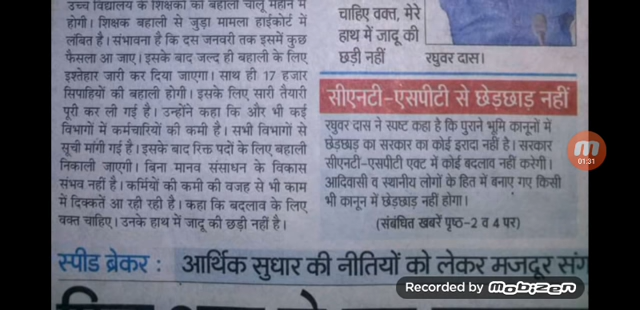 उच्च विद्यालय के शिक्षकों की बहाली चालू महीने में
होगी। शिक्षक बहाली से जुड़ा मामला हाईकोर्ट में
लंबित है। संभावना है कि दस जनवरी तक इसमें कुछ
फैसला आ जाए। इसके बाद जल्द ही बहाली के लिए
इश्तेहार जारी कर दिया जाएगा। साथ ही 17 हजार
सिपाहियों की बहाली होगी। इसके लिए सारी तैयारी
पूरी कर ली गई है। उन्होंने कहा कि और भी कई
विभागों में कर्मचारियों की कमी है। सभी विभागों से
सूची मांगी गई है। इसके बाद रिक्त पदों के लिए बहाली
निकाली जाएगी। बिना मानव संसाधन के विकास
संभव नहीं है। कर्मियों की कमी की वजह से भी काम
में दिक्कतें आ रही रही है। कहा कि बदलाव के लिए
वक्त चाहिए। उनके हाथ में जादू की छड़ी नहीं है।
चाहिए वक्त, मेरे
हाथ में जादू की
छड़ी नहीं
रघुवर दास।
सीएनटी-एसपीटी से छेड़छाड़ नहीं
रघुवर दास ने स्पष्ट कहा है कि पुराने भूमि कानूनों में
छेड़छाड़ का सरकार का कोई इरादा नहीं है। सरकार
सीएनटी-एसपीटी एक्ट में कोई बदलाव नहीं करेगी।
आदिवासी व स्थानीय लोगों के हित में बनाए गए किसी
भी कानून में छेड़छाड़ नहीं होगा।
(संबंधित खबरें पृष्ठ-2 व 4 पर)
01:31
स्पीड ब्रेकर : आर्थिक सुधार की नीतियों को लेकर मजदूर संग
Recorded by Mobizen